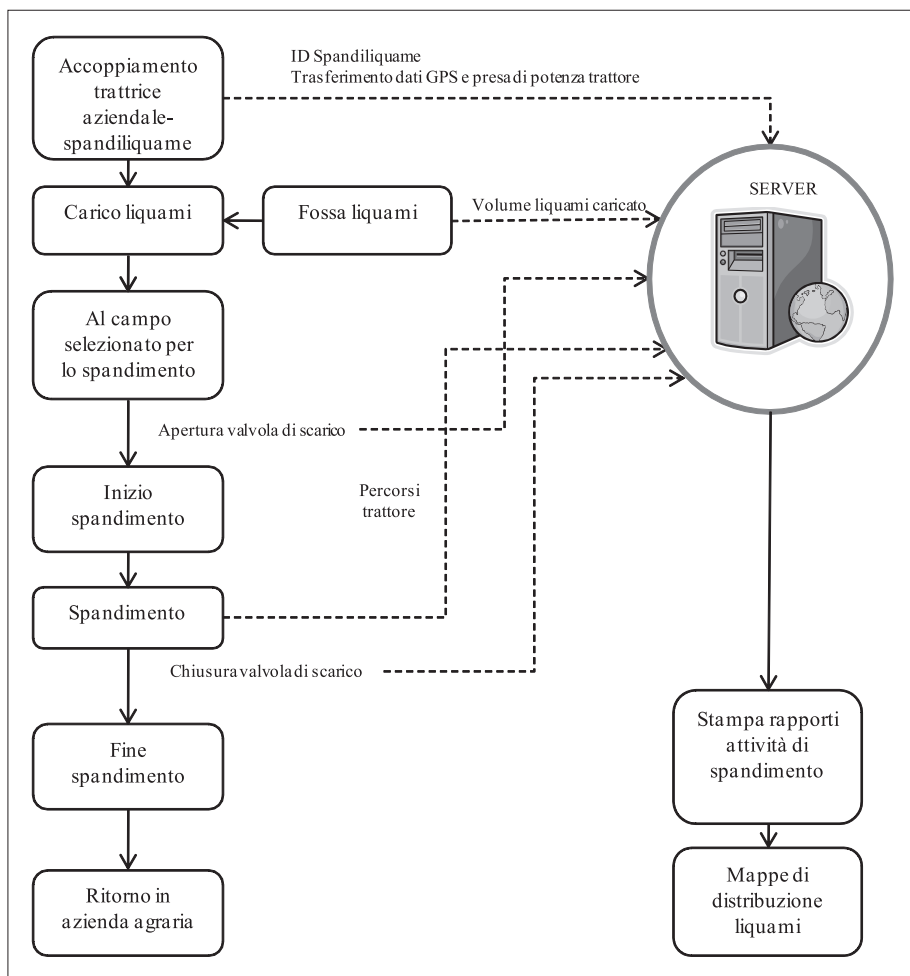 Accoppiamento
trattrice
aziendale-
spandiliquame
ID Spandiliquame
Trasferimento dati GPS e presa di potenza trattore
SERVER
Carico liquami
Fossa liquami
Volume liquami caricato
Al campo
selezionato per
lo spandimento
Apertura valvola di scarico
Inizio
spandimento
Percorsi
trattore
Spandimento
Chiusura valvola di scarico
Fine
spandimento
Stampa rapporti
attività di
spandimento
Ritorno in
azienda agraria
Mappe di
distribuzione
liquami